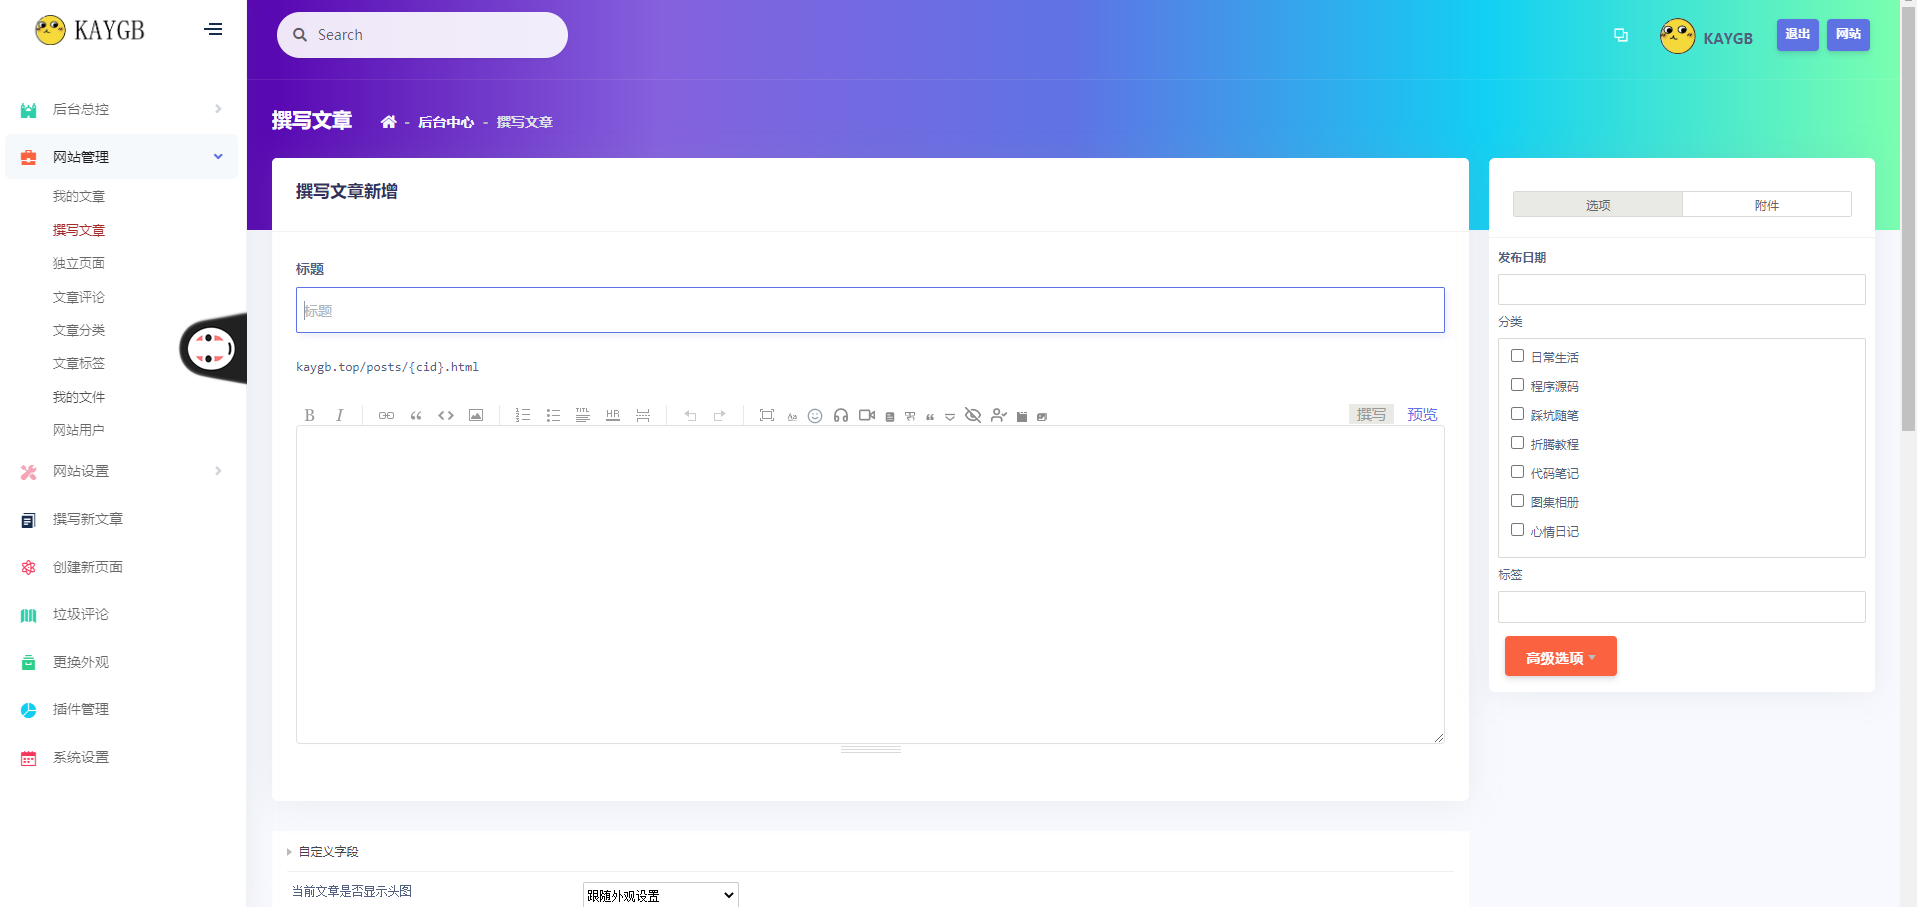 KAYGB
后台总控
网站管理
我的文章
撰写文章
独立页面
文章评论
文章分类
文章标签
我的文件
网站用户
网站设置
撰写新文章
创建新页面
垃圾评论
更换外观
插件管理
系统设置
Search
KAYGB
退出
网站
撰写文章
- 后台中心 - 撰写文章
撰写文章新增
标题
标题
kaygb.top/posts/{cid}.html
B I TITL HR Aa
撰写
预览
自定义字段
当前文章是否显示头图
跟随外观设置
选项
附件
发布日期
分类
日常生活
程序源码
踩坑随笔
折腾教程
代码笔记
图集相册
心情日记
标签
高级选项